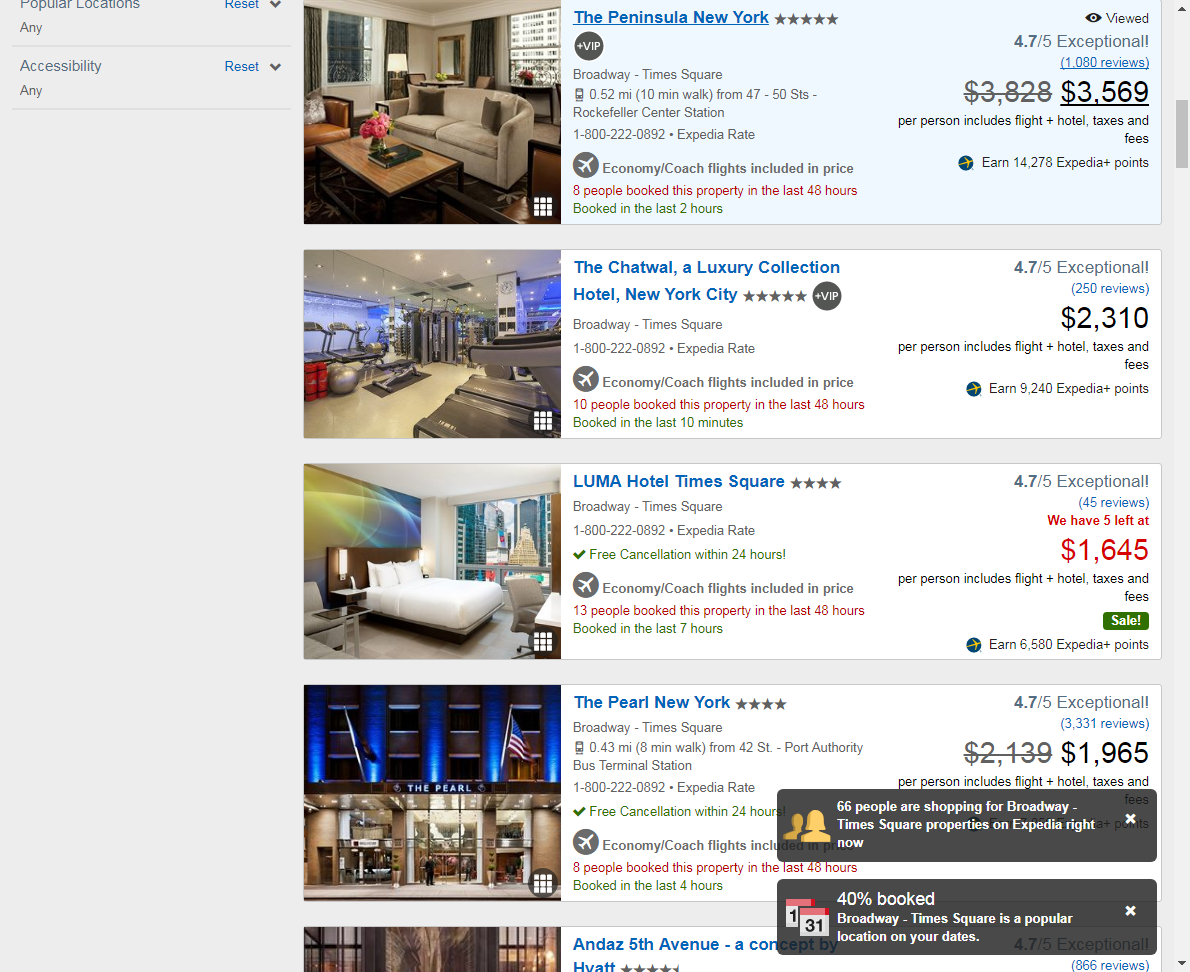 Popular Locations Reset
Any
Accessibility Reset
Any
The Peninsula New York
+VIP
Broadway - Times Square
0.52 mi (10 min walk) from 47 - 50 Sts -
Rockefeller Center Station
1-800-222-0892 • Expedia Rate
Economy/Coach flights included in price
8 people booked this property in the last 48 hours
Booked in the last 2 hours
Viewed
4.7/5 Exceptional!
(1,080 reviews)
$3,828 $3,569
per person includes flight + hotel, taxes and
fees
Earn 14,278 Expedia+ points
The Chatwal, a Luxury Collection
Hotel, New York City +VIP
Broadway - Times Square
1-800-222-0892 • Expedia Rate
Economy/Coach flights included in price
10 people booked this property in the last 48 hours
Booked in the last 10 minutes
4.7/5 Exceptional!
(250 reviews)
$2,310
per person includes flight + hotel, taxes and
fees
Earn 9,240 Expedia+ points
LUMA Hotel Times Square
Broadway - Times Square
1-800-222-0892 • Expedia Rate
Free Cancellation within 24 hours!
Economy/Coach flights included in price
13 people booked this property in the last 48 hours
Booked in the last 7 hours
4.7/5 Exceptional!
(45 reviews)
We have 5 left at
$1,645
per person includes flight + hotel, taxes and
fees
Sale!
Earn 6,580 Expedia+ points
THE PEARL
The Pearl New York
Broadway - Times Square
0.43 mi (8 min walk) from 42 St. - Port Authority
Bus Terminal Station
1-800-222-0892 • Expedia Rate
Free Cancellation within 24 hours!
Economy/Coach flights included in price
8 people booked this property in the last 48 hours
Booked in the last 4 hours
4.7/5 Exceptional!
(3,331 reviews)
$2,139 $1,965
per person includes flight + hotel, taxes and
fees
66 people are shopping for Broadway -
Times Square properties on Expedia right
now
1 31
40% booked
Broadway - Times Square is a popular
location on your dates.
Andaz 5th Avenue - a concept by
Hyatt
4.7/5 Exceptional!
(866 reviews)